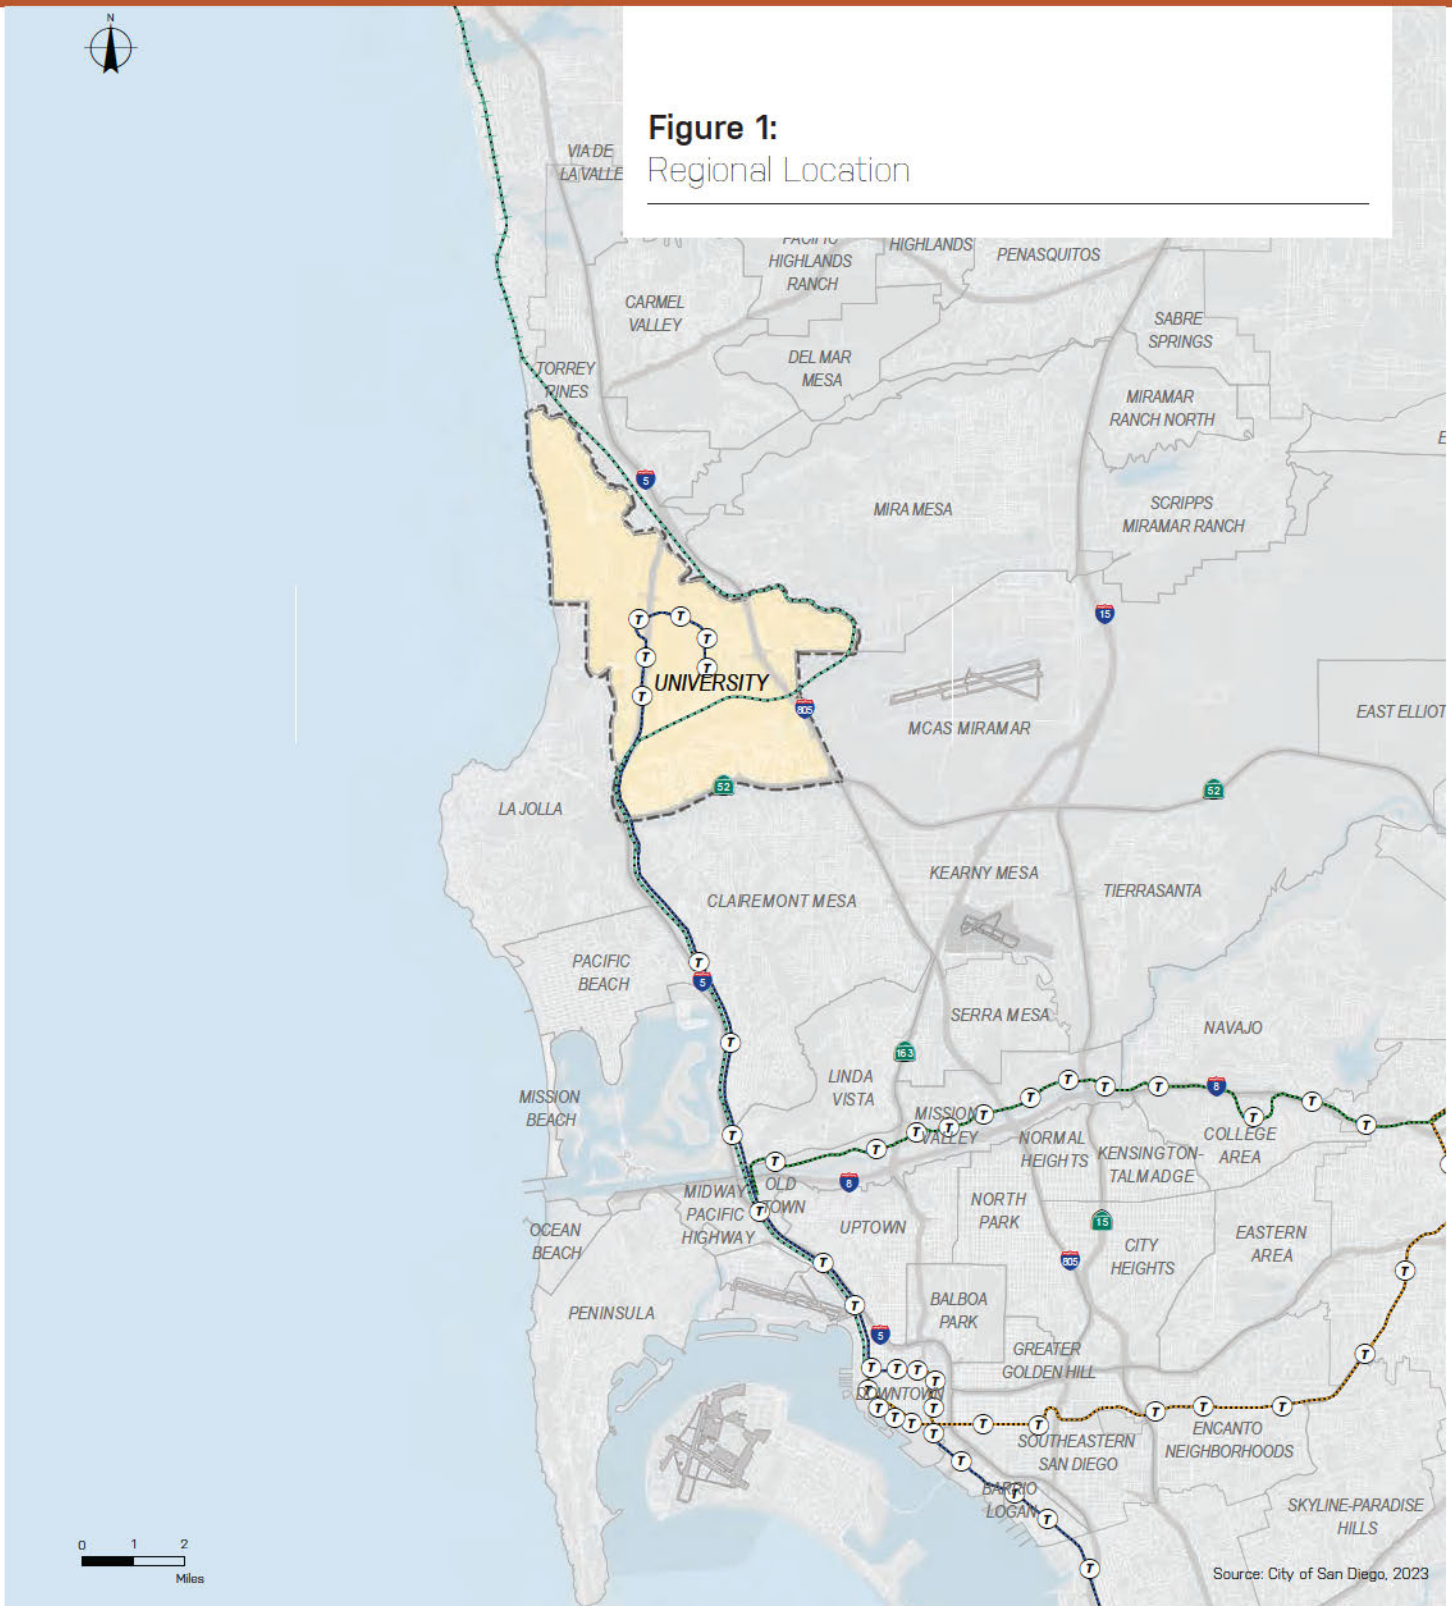 N
Figure 1:
Regional Location
VIA DE
LA VALLE
PACIFIC
HIGHLANDS
RANCH
HIGHLANDS
PENASQUITOS
CARMEL
VALLEY
SABRE
SPRINGS
DEL MAR
MESA
TORREY
PINES
MIRAMAR
RANCH NORTH
E
5
MIRA MESA
SCRIPPS
MIRAMAR RANCH
15
T
T
T
T
T
T
UNIVERSITY
805
MCAS MIRAMAR
EAST ELLIOT
52
52
LA JOLLA
KEARNY MESA
TIERRASANTA
CLAIREMONT MESA
PACIFIC
BEACH
T
5
SERRA MESA
NAVAJO
T
163
LINDA
VISTA
T
T
T
8
MISSION
BEACH
T
T
MISSION
VALLEY
T
T
T
T
T
T
NORMAL
HEIGHTS
KENSINGTON-
TALMADGE
COLLEGE
AREA
T
T
T
8
MIDWAY
PACIFIC
HIGHWAY
OLD
TOWN
T
NORTH
PARK
UPTOWN
15
OCEAN
BEACH
CITY
HEIGHTS
EASTERN
AREA
T
805
T
PENINSULA
BALBOA
PARK
T
5
GREATER
GOLDEN HILL
T
T
T
T
T
DOWNTOWN
T
T
T
T
T
T
T
T
T
T
T
T
SOUTHEASTERN
SAN DIEGO
ENCANTO
NEIGHBORHOODS
T
BARRIO
LOGAN
T
T
SKYLINE-PARADISE
HILLS
T
0 1 2
Miles
Source: City of San Diego, 2023